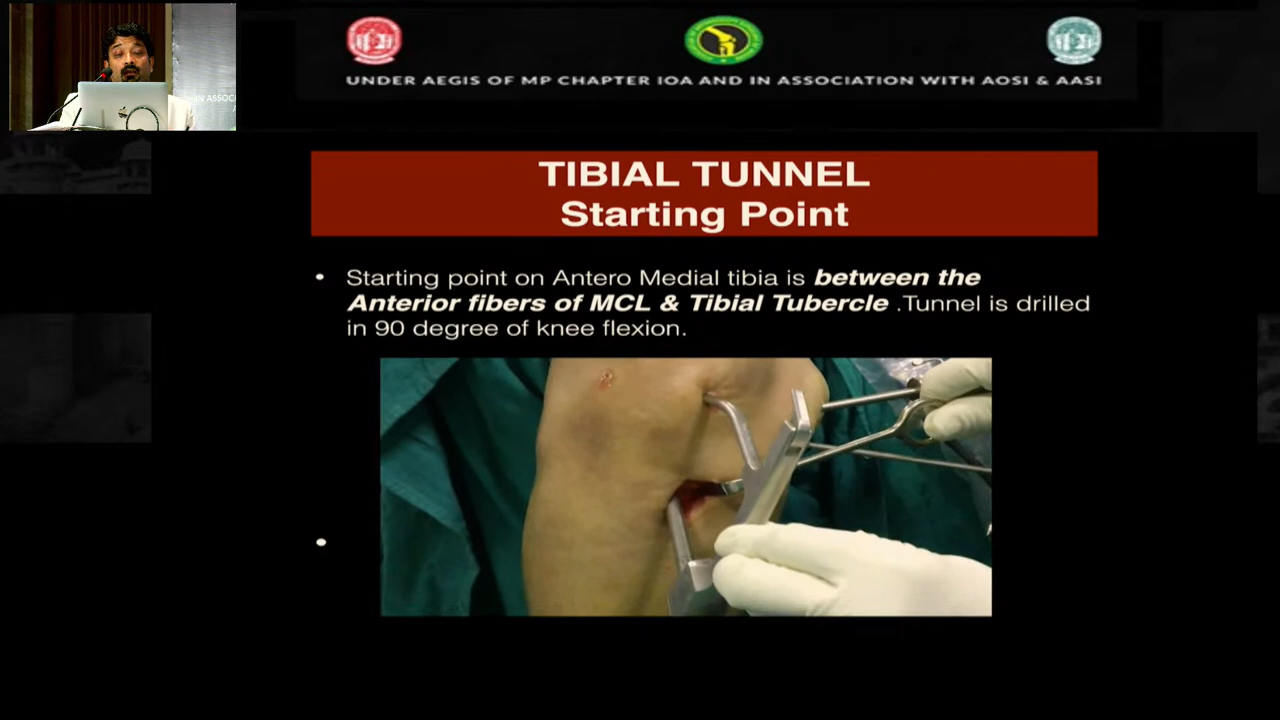 UNDER AEGIS OF MP CHAPTER IOA AND IN ASSOCIATION WITH AOSI & AASI
IN ASSOCI
TIBIAL TUNNEL
Starting Point
• Starting point on Antero Medial tibia is between the
Anterior fibers of MCL & Tibial Tubercle .Tunnel is drilled
in 90 degree of knee flexion.
•